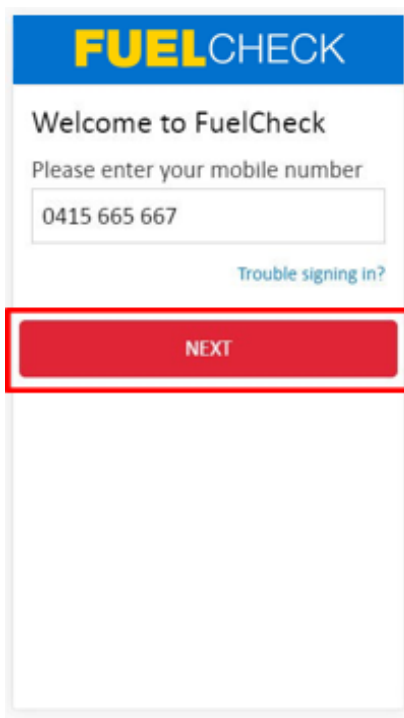 FUELCHECK
Welcome to FuelCheck
Please enter your mobile number
0415 665 667
Trouble signing in?
NEXT